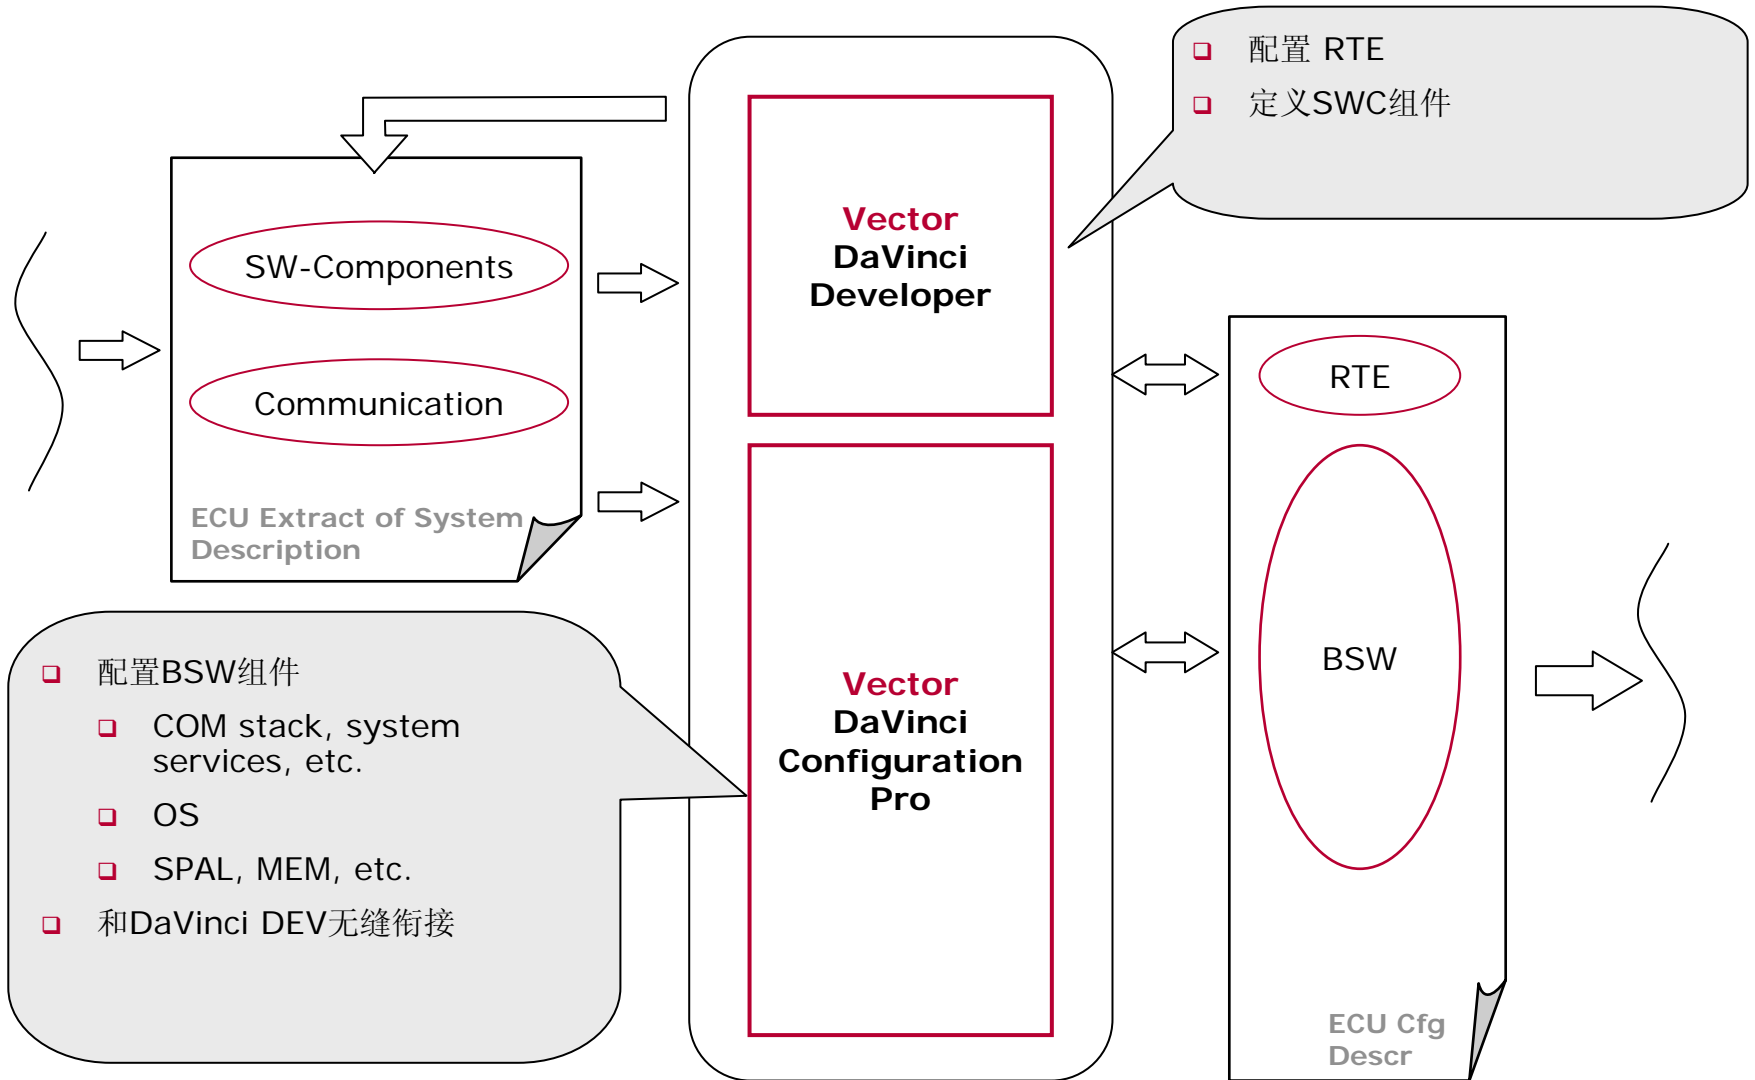 配置 RTE
定义SWC组件
Vector
DaVinci
Developer
SW-Components
Communication
ECU Extract of System
Description
RTE
BSW
ECU Cfg
Descr
配置BSW组件
COM stack, system
services, etc.
OS
SPAL, MEM, etc.
和DaVinci DEV无缝衔接
Vector
DaVinci
Configuration
Pro